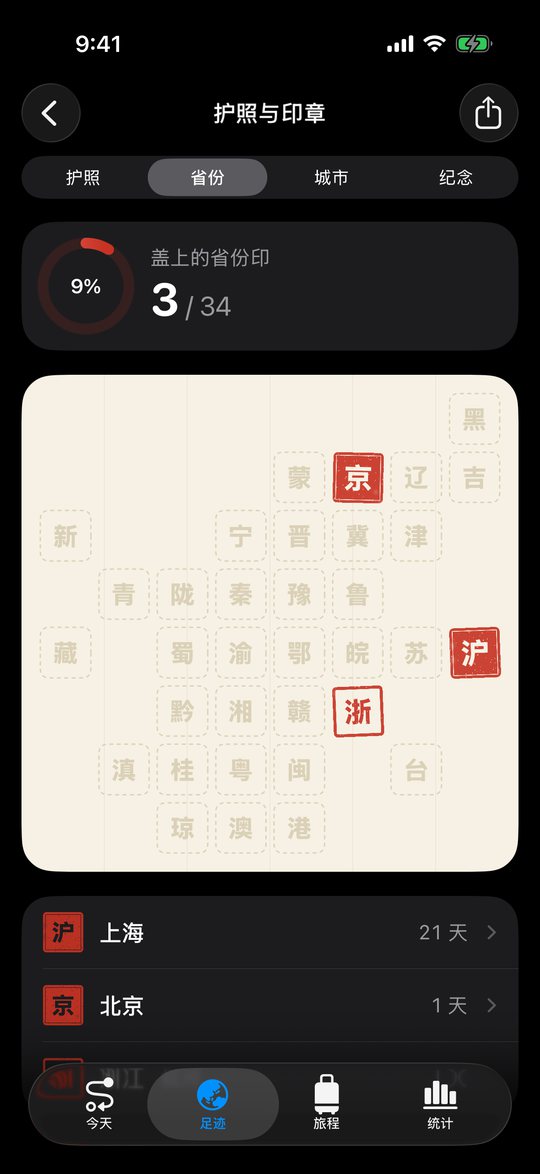 9:41
护照与印章
护照 省份 城市 纪念
9%
盖上的省份印
3 / 34
黑
蒙 京 辽 吉
新 宁 晋 冀 津
青 陇 秦 豫 鲁
藏 蜀 渝 鄂 皖 苏 沪
黔 湘 赣 浙
滇 桂 粤 闽 台
琼 澳 港
沪 上海 21 天
京 北京 1 天
今天 足迹 旅程 统计